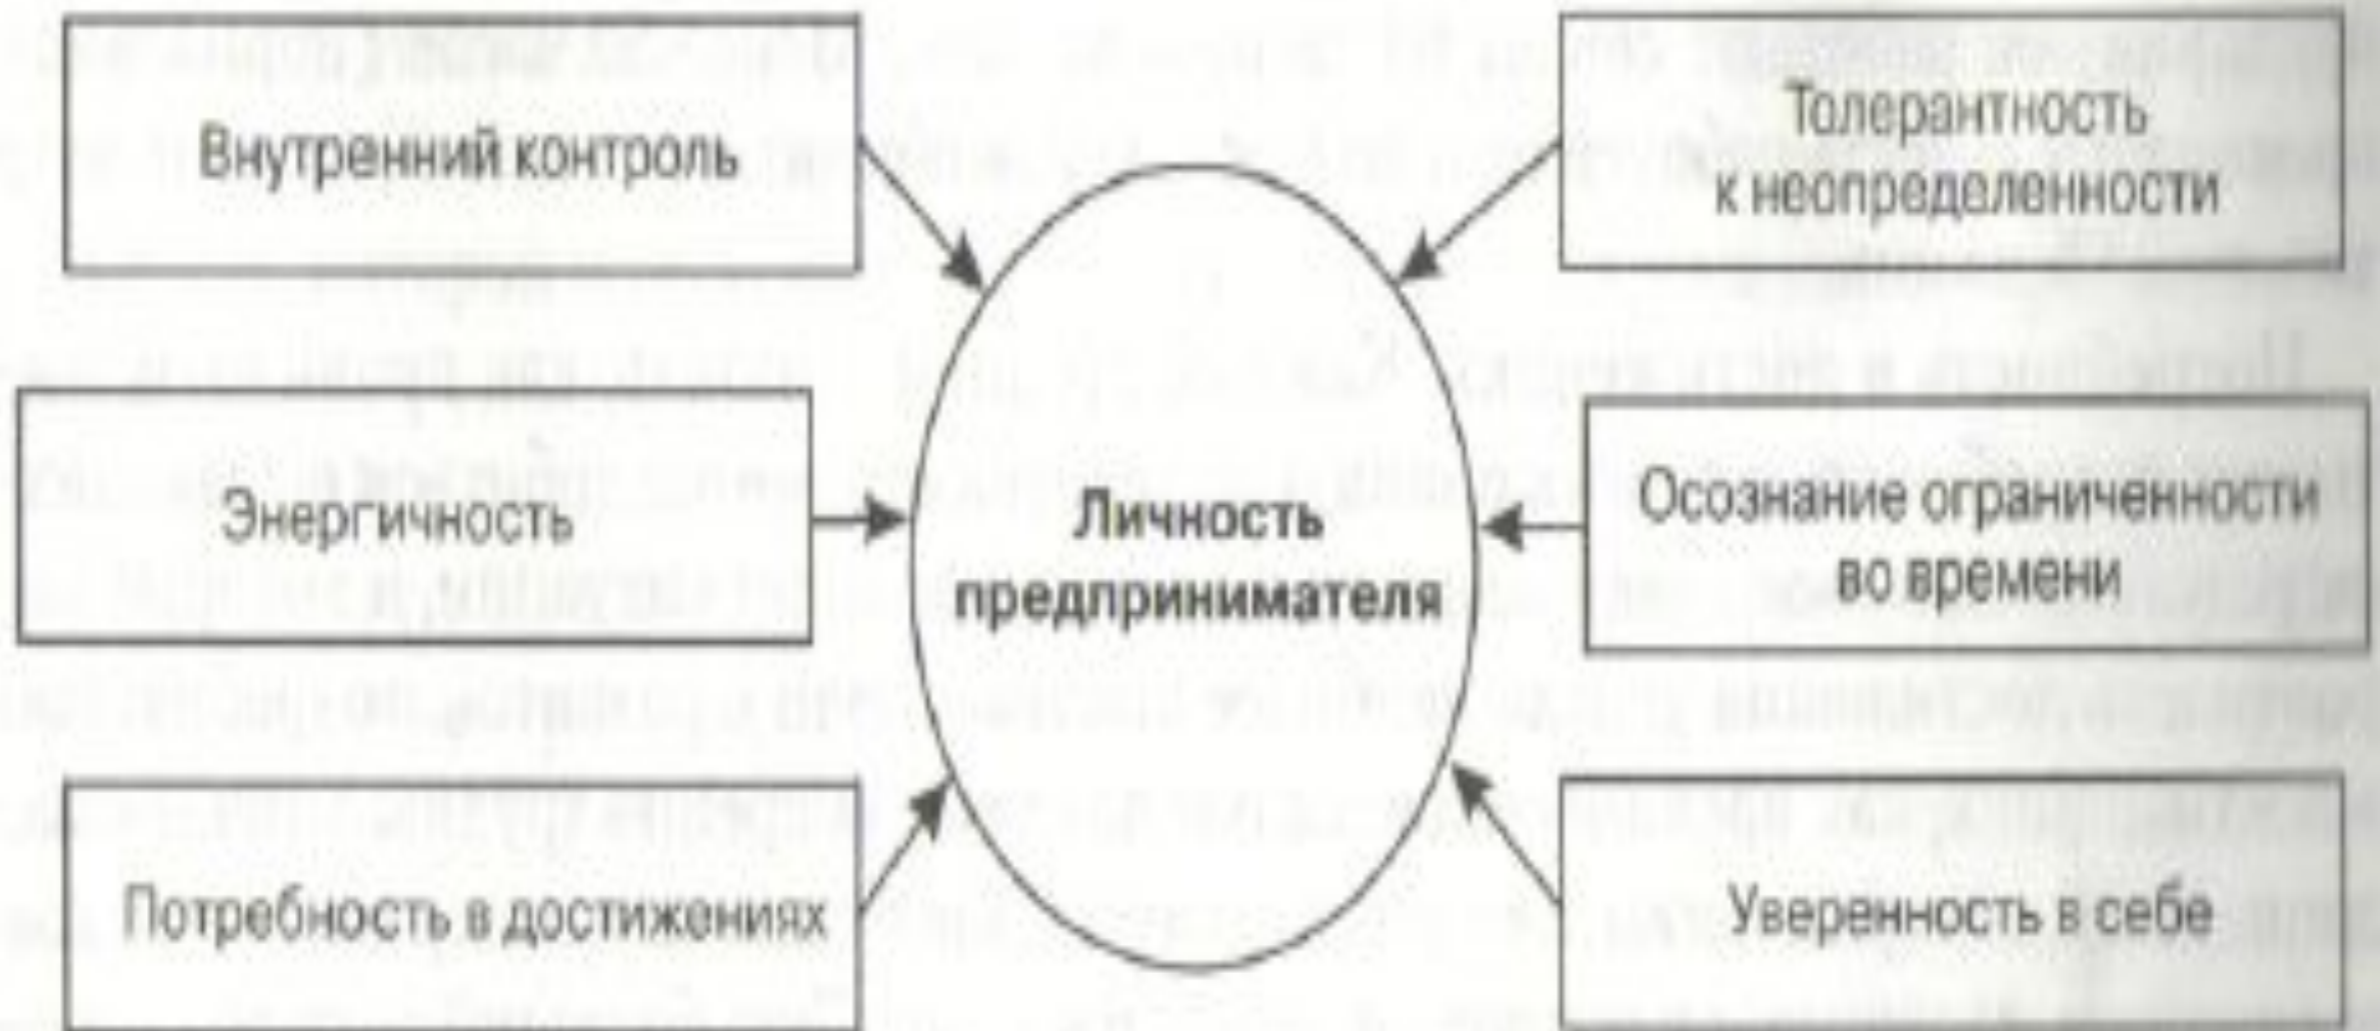 Внутренний контроль
Толерантность
к неопределенности
Энергичность
Личность
предпринимателя
Осознание ограниченности
во времени
Потребность в достижениях
Уверенность в себе